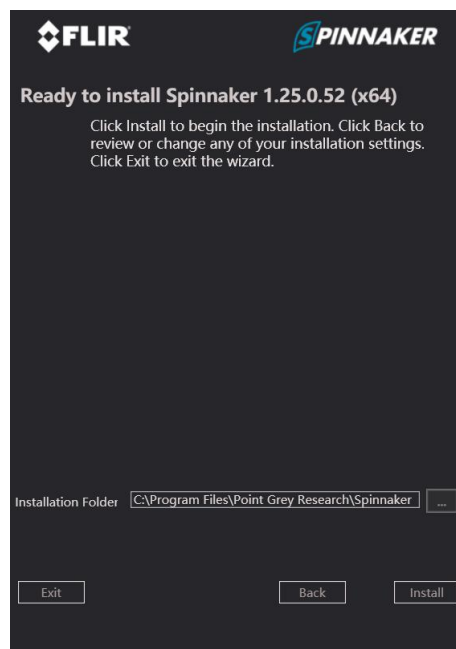 FLIR SPINNAKER
Ready to install Spinnaker 1.25.0.52 (x64)
Click Install to begin the installation. Click Back to
review or change any of your installation settings.
Click Exit to exit the wizard.
Installation Folder C:\Program Files\Point Grey Research\Spinnaker ...
Exit Back Install